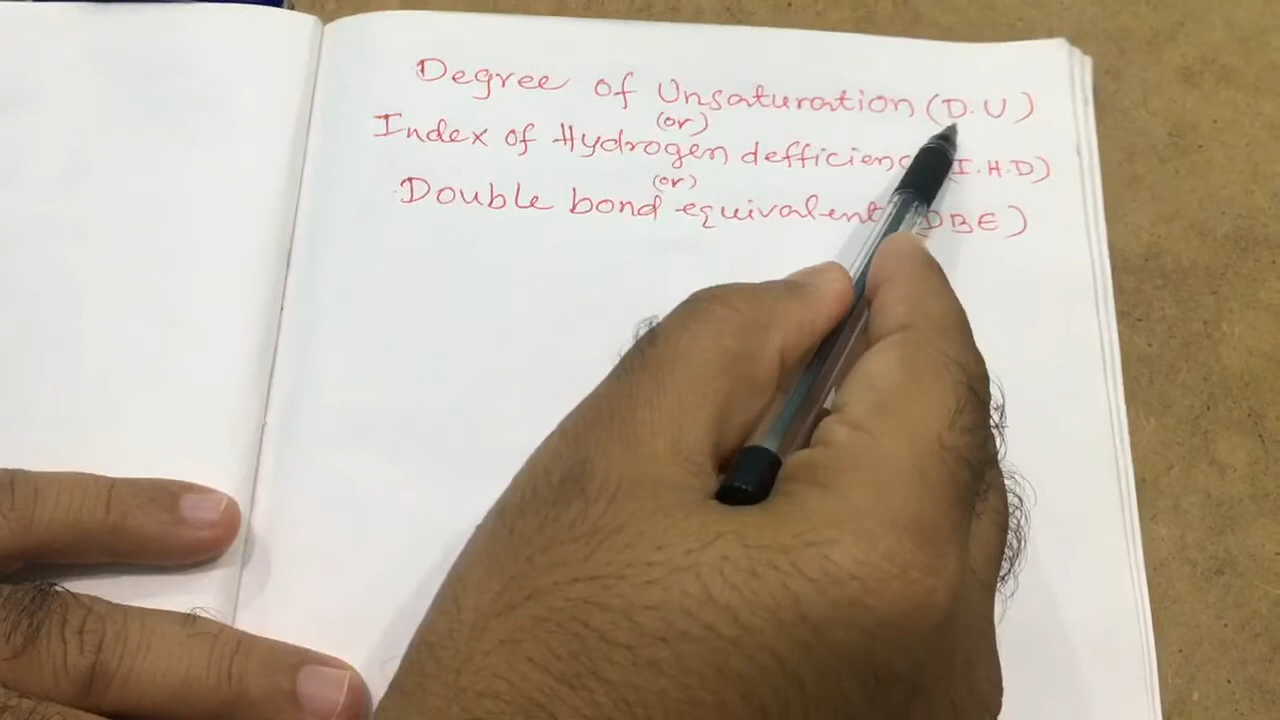 Degree of Unsaturation (D.U)
(or)
Index of Hydrogen defficienc I.H.D)
(or)
Double bond equivalent DBE)